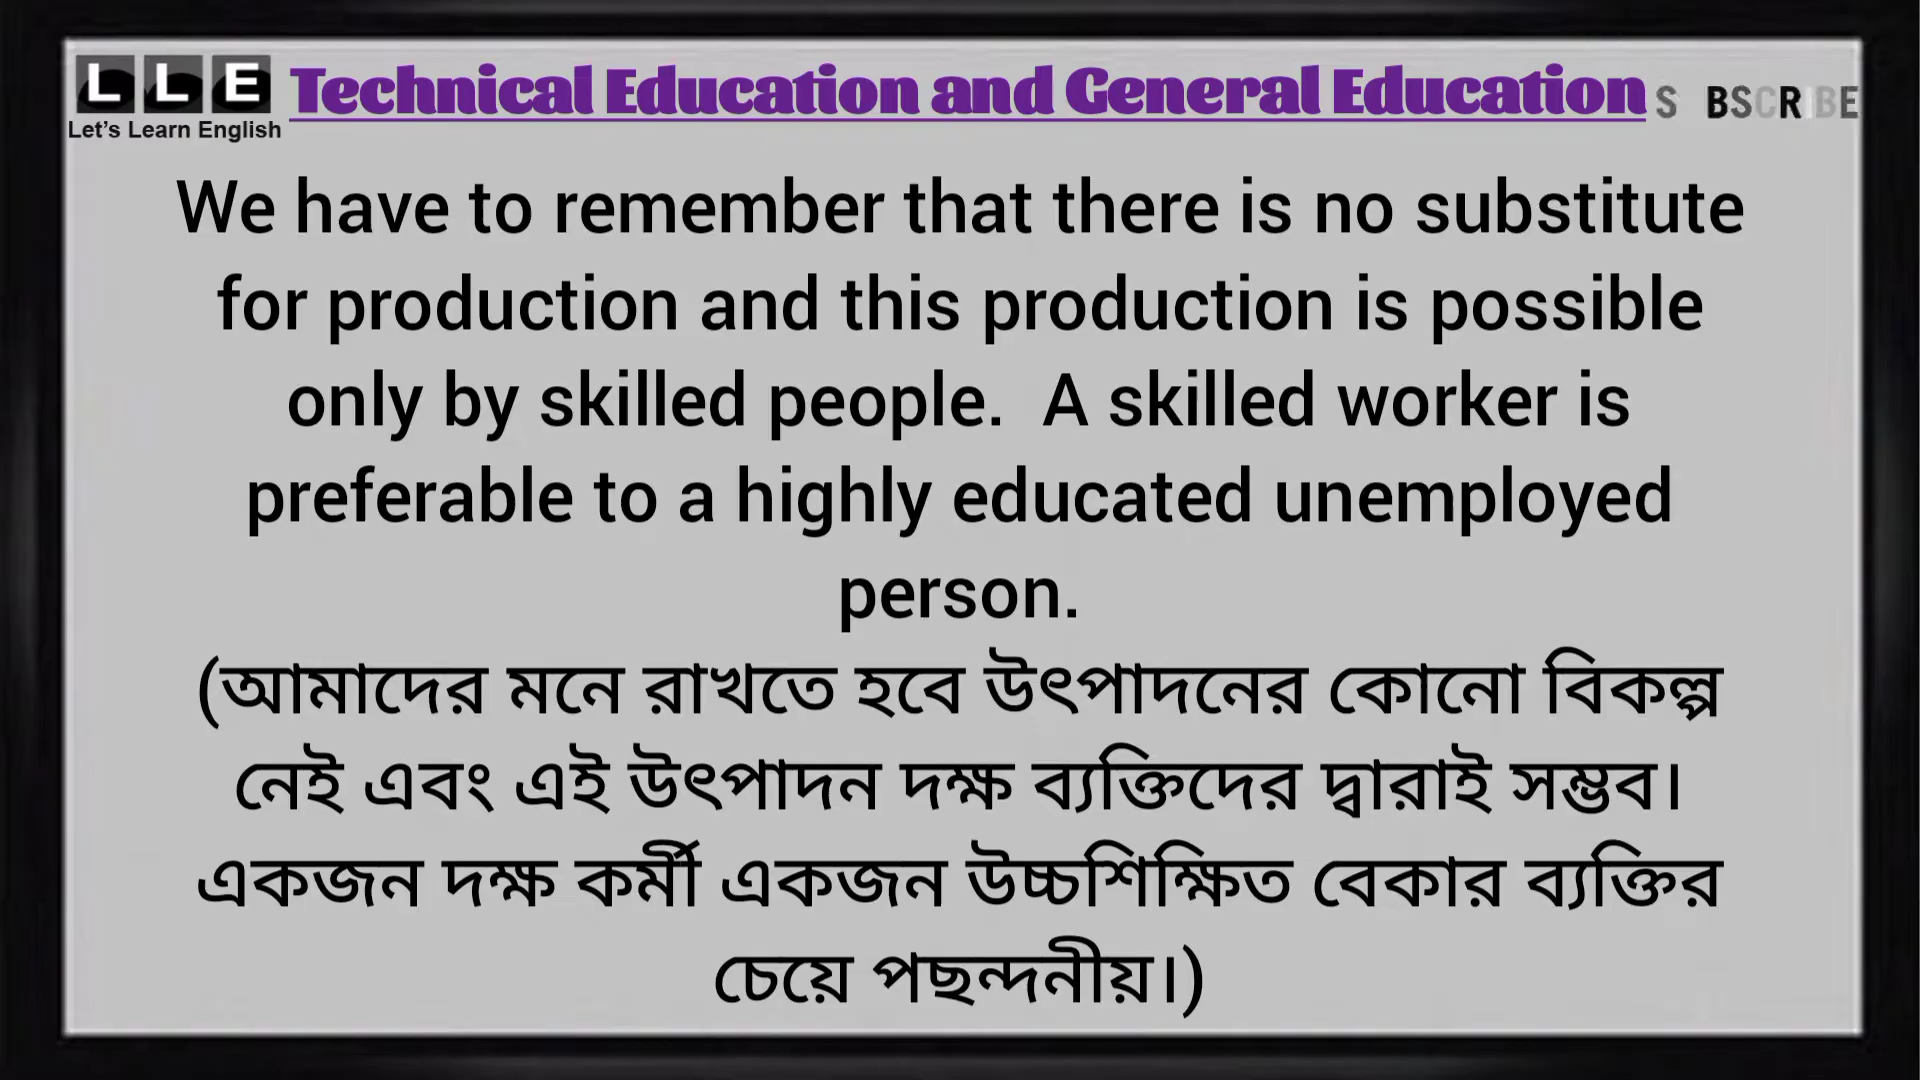 LLE
Let's Learn English
Technical Education and General Education
S BSCRIBE
We have to remember that there is no substitute
for production and this production is possible
only by skilled people. A skilled worker is
preferable to a highly educated unemployed
person.
(আমাদের মনে রাখতে হবে উৎপাদনের কোনো বিকল্প
নেই এবং এই উৎপাদন দক্ষ ব্যক্তিদের দ্বারাই সম্ভব।
একজন দক্ষ কর্মী একজন উচ্চশিক্ষিত বেকার ব্যক্তির
চেয়ে পছন্দনীয়।)